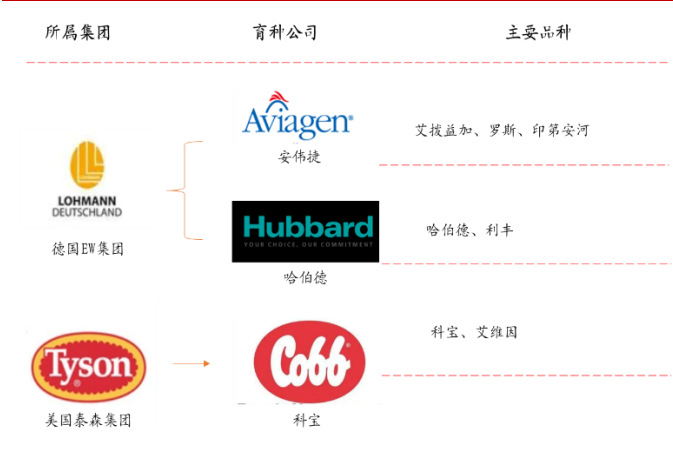 所属集团 育种公司 主要品种
Aviagen
安伟捷
艾拨益加、罗斯、印第安河
LOHMANN
DEUTSCHLAND
德国EW集团
Hubbard
YOUR CHOICE, OUR COMMITMENT
哈伯德
哈伯德、利丰
Tyson
美国泰森集团
Cobb
科宝
科宝、艾维因